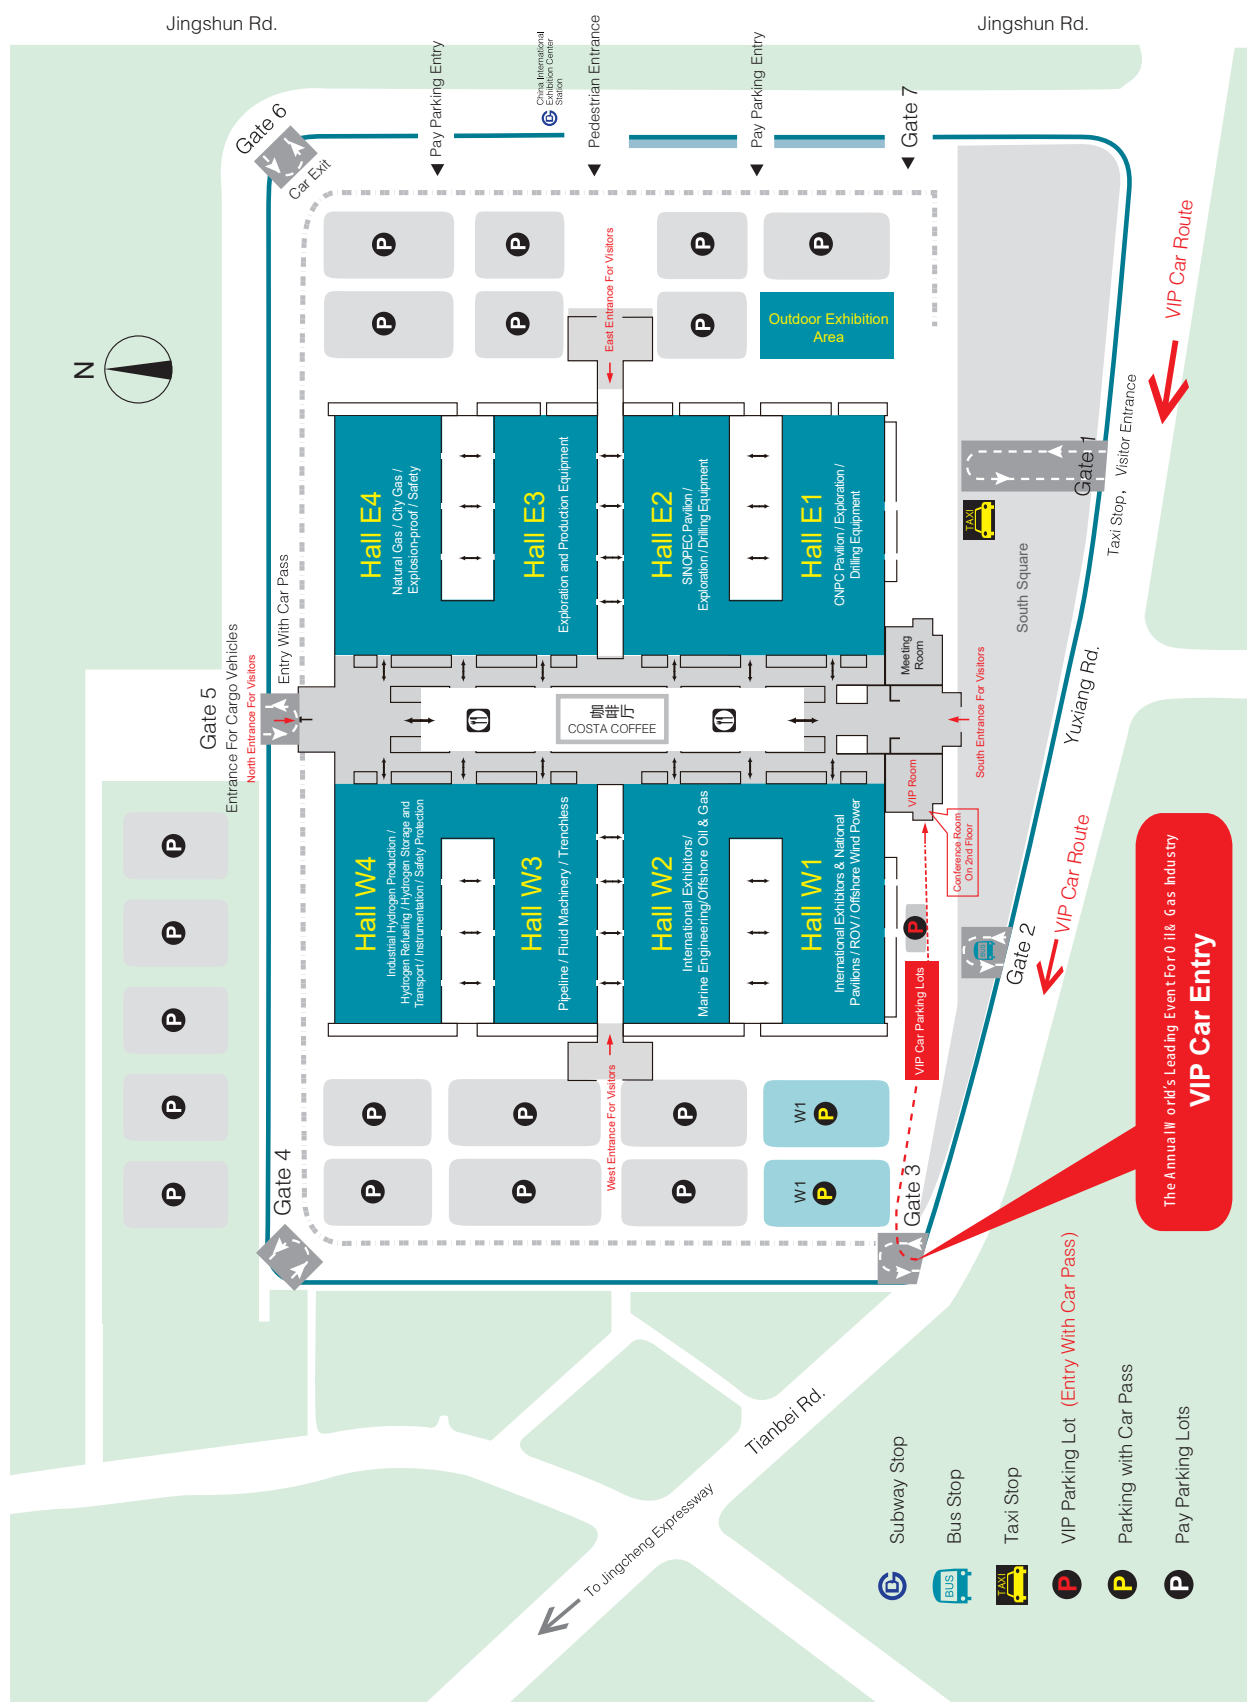 Jingshun Rd.
Jingshun Rd.
Gate 6
Car Exit
Pay Parking Entry
China International
Exhibition Center
Station
Pedestrian Entrance
Pay Parking Entry
Gate 7
N
VIP Car Route
East Entrance For Visitors
Outdoor Exhibition
Area
P
P
P
P
P
P
P
Hall E4
Natural Gas / City Gas /
Explosion-proof / Safety
Hall E3
Exploration and Production Equipment
Hall E2
SINOPEC Pavilion /
Exploration / Drilling Equipment
Hall E1
CNPC Pavilion / Exploration /
Drilling Equipment
Gate 1
Taxi Stop, Visitor Entrance
TAXI
South Square
Entry With Car Pass
Gate 5
Entrance For Cargo Vehicles
North Entrance For Visitors
咖啡厅
COSTA COFFEE
Meeting
Room
VIP Room
South Entrance For Visitors
Conference Room
On 2nd Floor
Yuxiang Rd.
VIP Car Route
Hall W4
Industrial Hydrogen Production /
Hydrogen Refueling / Hydrogen Storage and
Transport / Instrumentation / Safety Protection
Hall W3
Pipeline / Fluid Machinery / Trenchless
Hall W2
International Exhibitors/
Marine Engineering/Offshore Oil & Gas
Hall W1
International Exhibitors & National
Pavilions / ROV / Offshore Wind Power
P
VIP Car Parking Lots
BUS
Gate 2
P
P
P
P
P
West Entrance For Visitors
P
P
P
P
P
P
W1
P
W1
P
Gate 4
Gate 3
The Annual World's Leading Event For Oil & Gas Industry
VIP Car Entry
Tianbei Rd.
To Jingcheng Expressway
Subway Stop
BUS
Bus Stop
TAXI
Taxi Stop
P
VIP Parking Lot (Entry With Car Pass)
P
Parking with Car Pass
P
Pay Parking Lots